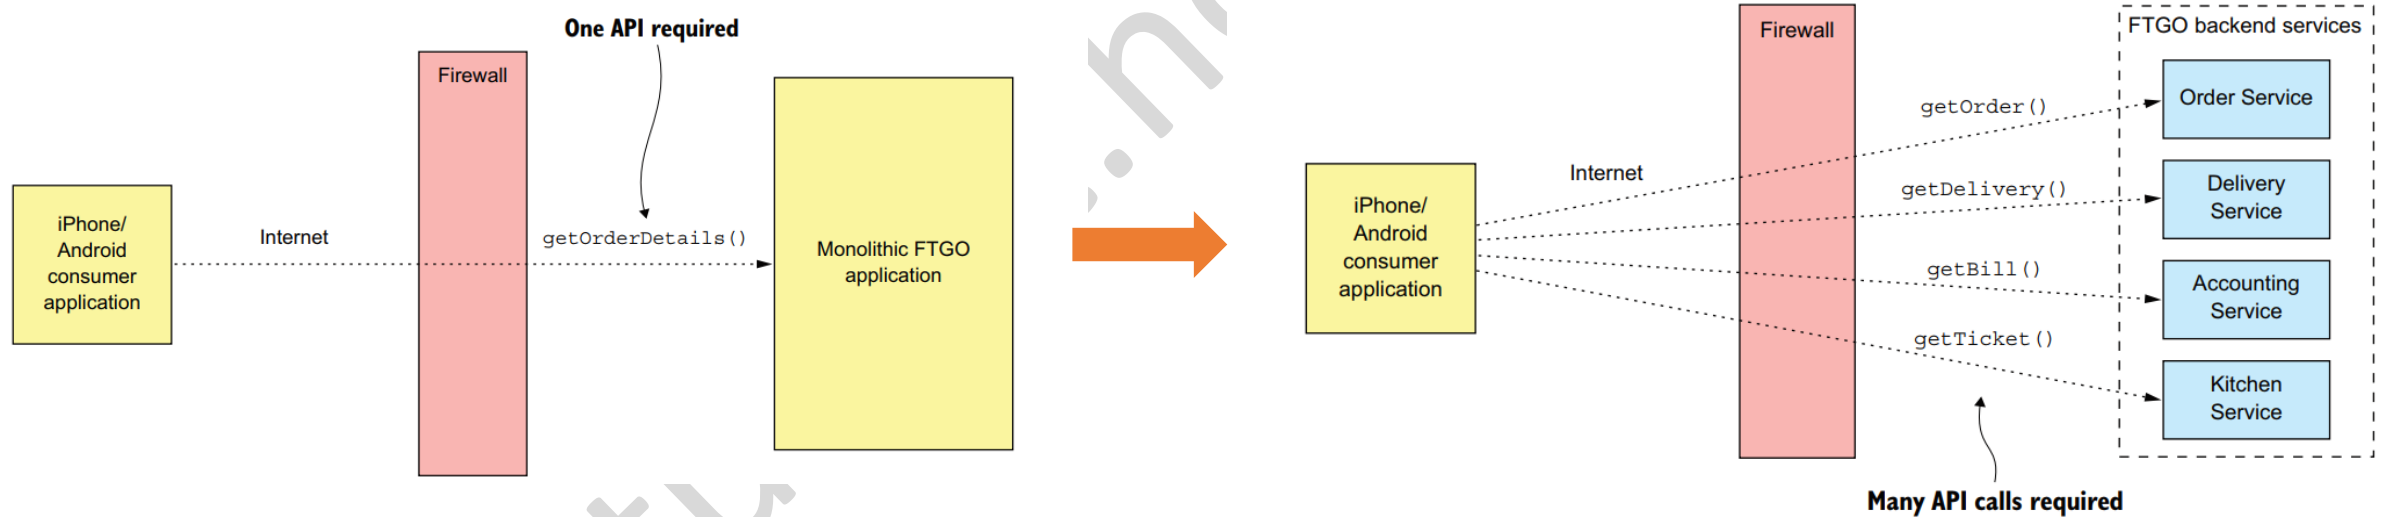 One API required
Firewall
iPhone/
Android
consumer
application
Internet
getOrderDetails()
Monolithic FTGO
application
Firewall
FTGO backend services
iPhone/
Android
consumer
application
Internet
getOrder()
Order Service
getDelivery()
Delivery
Service
getBill()
Accounting
Service
getTicket()
Kitchen
Service
Many API calls required